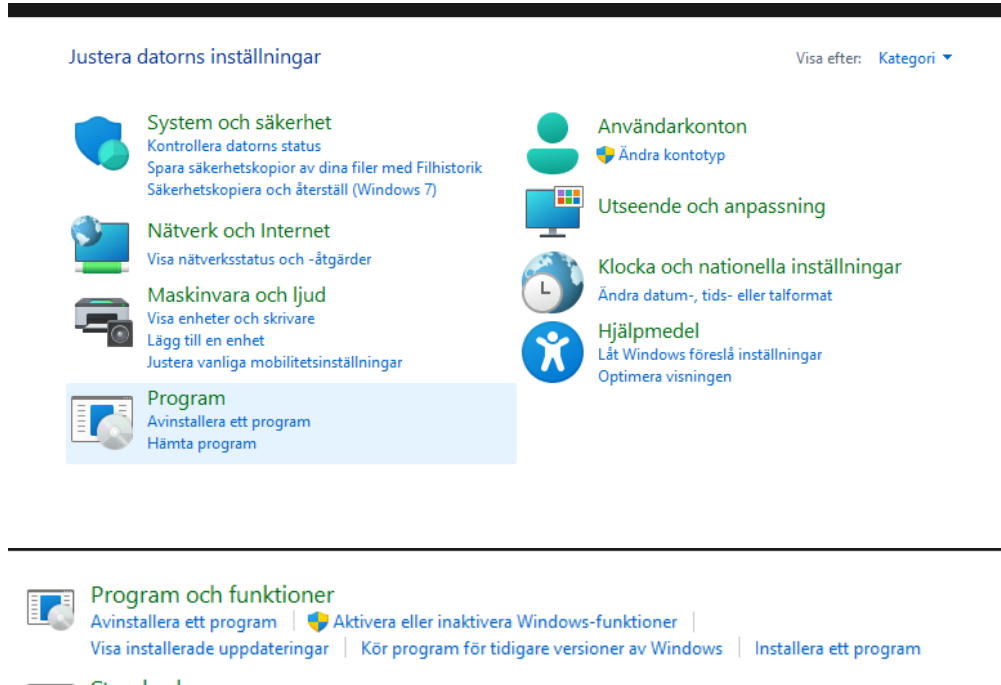 Justera datorns inställningar
Visa efter: Kategori
System och säkerhet
Kontrollera datorns status
Spara säkerhetskopior av dina filer med Filhistorik
Säkerhetskopiera och återställ (Windows 7)
Nätverk och Internet
Visa nätverksstatus och -åtgärder
Maskinvara och ljud
Visa enheter och skrivare
Lägg till en enhet
Justera vanliga mobilitetsinställningar
Program
Avinstallera ett program
Hämta program
Användarkonton
Ändra kontotyp
Utseende och anpassning
Klocka och nationella inställningar
Ändra datum-, tids- eller talformat
Hjälpmedel
Låt Windows föreslå inställningar
Optimera visningen
Program och funktioner
Avinstallera ett program Aktivera eller inaktivera Windows-funktioner
Visa installerade uppdateringar Kör program för tidigare versioner av Windows Installera ett program